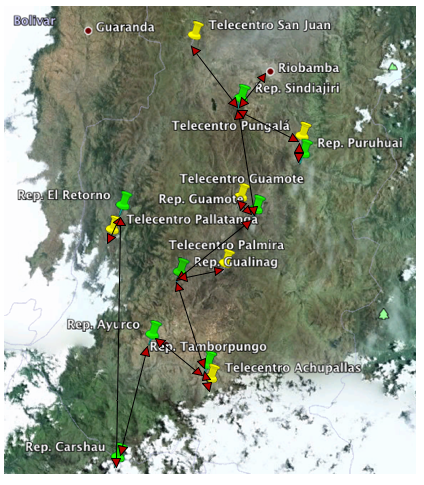 Bolívar
Guaranda
Telecentro San Juan
Riobamba
Rep. Sindiajiri
Telecentro Pungalá
Rep. Puruhuai
Telecentro Guamote
Rep. El Retorno
Rep. Guamote
Telecentro Pallatanga
Telecentro Palmira
Rep. Gualinag
Rep. Ayurco
Rep. Tamborpungo
Telecentro Achupallas
Rep. Carshau